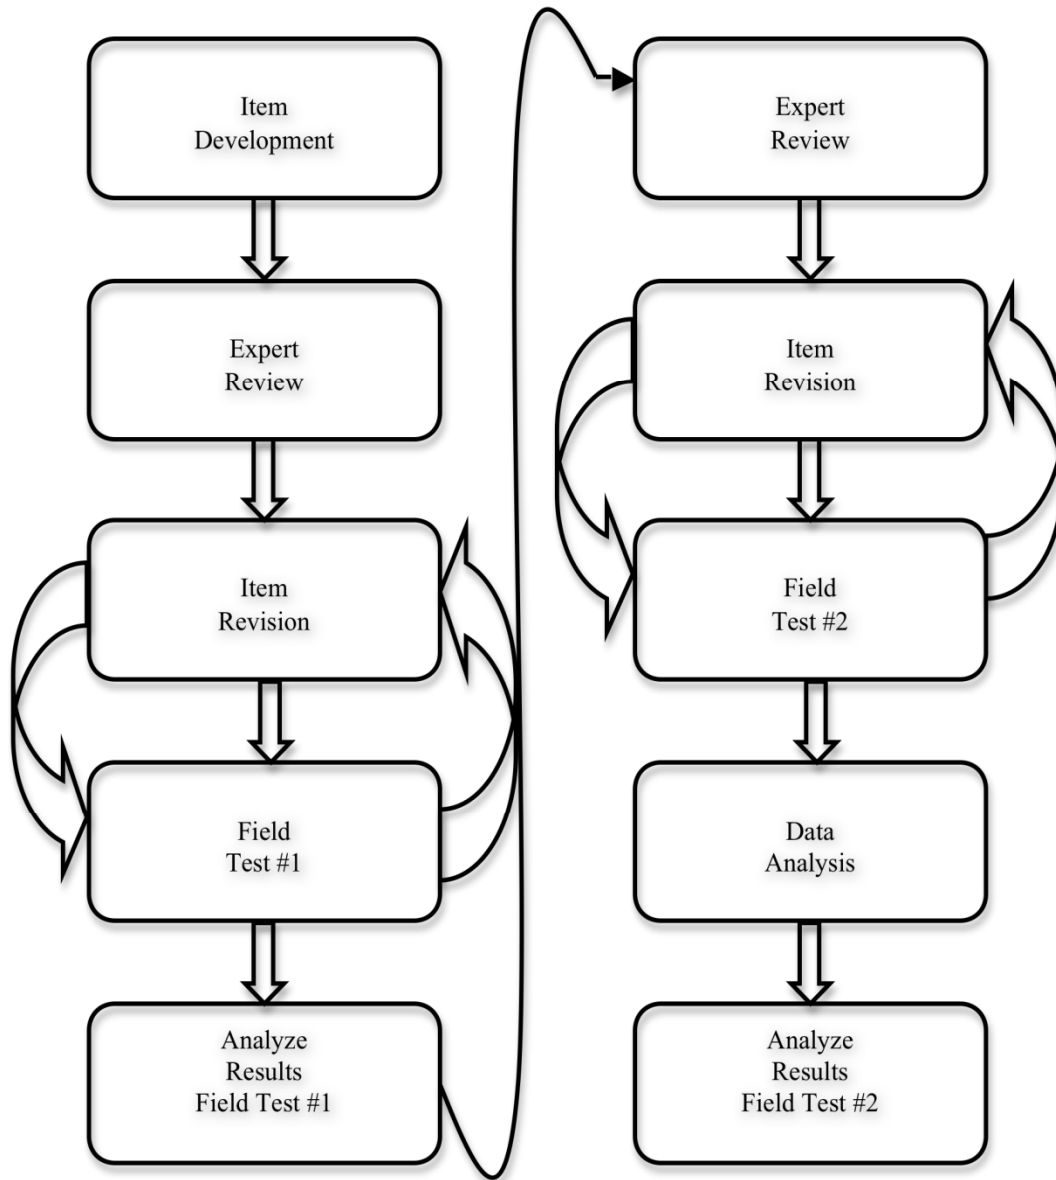 Item
Development
Expert
Review
Item
Revision
Field
Test #1
Analyze
Results
Field Test #1
Expert
Review
Item
Revision
Field
Test #2
Data
Analysis
Analyze
Results
Field Test #2